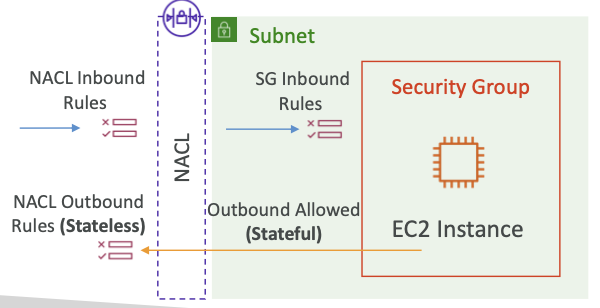 Subnet
NACL Inbound
Rules
SG Inbound
Rules
Security Group
NACL
NACL Outbound
Rules (Stateless)
Outbound Allowed
(Stateful)
EC2 Instance